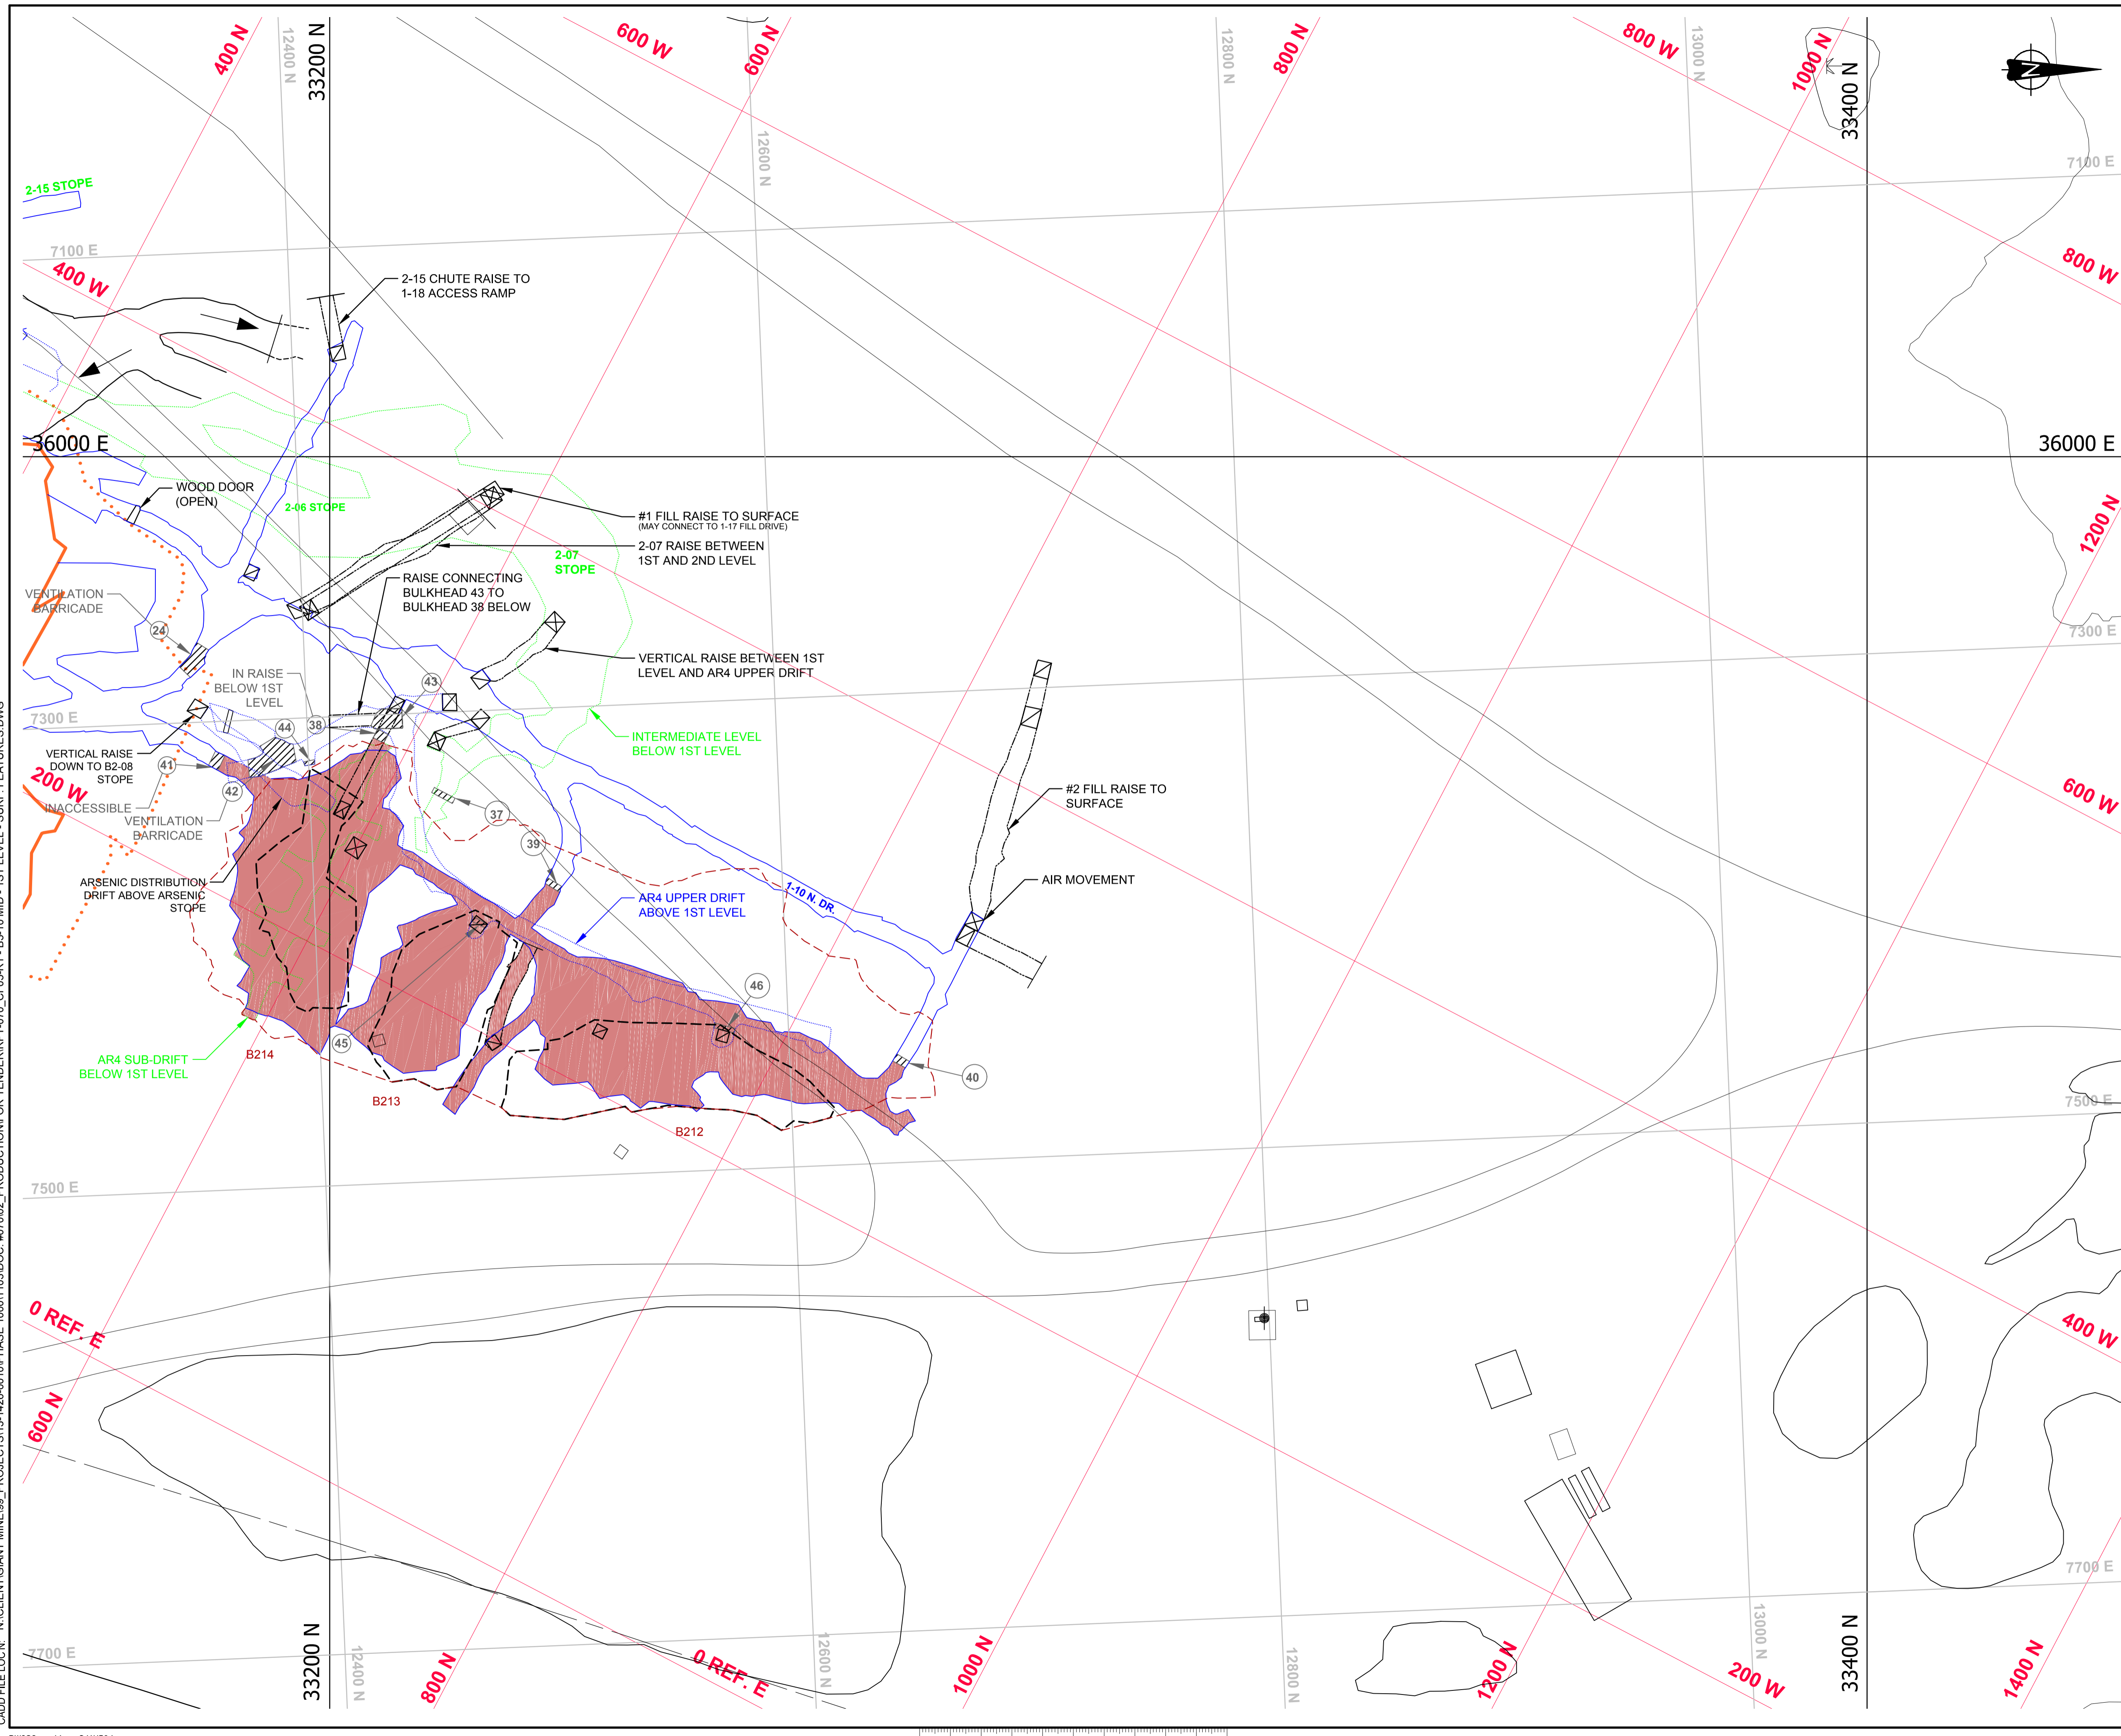 400 N
12400 N
33200 N
600 W
600 N
12800 N
800 N
800 W
13000 N
1000 N
33400 N
N
12600 N
7100 E
2-15 STOPE
7100 E
400 W
800 W
2-15 CHUTE RAISE TO
1-18 ACCESS RAMP
36000 E
36000 E
WOOD DOOR
(OPEN)
2-06 STOPE
#1 FILL RAISE TO SURFACE
(MAY CONNECT TO 1-17 FILL DRIVE)
2-07 RAISE BETWEEN
1ST AND 2ND LEVEL
2-07
STOPE
1200 N
RAISE CONNECTING
BULKHEAD 43 TO
BULKHEAD 38 BELOW
VENTILATION
BARRICADE
24
7300 E
VERTICAL RAISE BETWEEN 1ST
LEVEL AND AR4 UPPER DRIFT
IN RAISE
BELOW 1ST
LEVEL
43
7300 E
44
38
INTERMEDIATE LEVEL
BELOW 1ST LEVEL
VERTICAL RAISE
DOWN TO B2-08
STOPE
41
200 W
42
INACCESSIBLE
VENTILATION
BARRICADE
37
#2 FILL RAISE TO
SURFACE
600 W
39
ARSENIC DISTRIBUTION
DRIFT ABOVE ARSENIC
STOPE
AIR MOVEMENT
1-10 N. DR.
AR4 UPPER DRIFT
ABOVE 1ST LEVEL
46
45
AR4 SUB-DRIFT
BELOW 1ST LEVEL
B214
40
B213
B212
7500 E
7500 E
0 REF. E
400 W
600 N
7700 E
7700 E
33200 N
12400 N
800 N
12600 N
0 REF. E
1000 N
12800 N
1200 N
13000 N
200 W
33400 N
1400 N